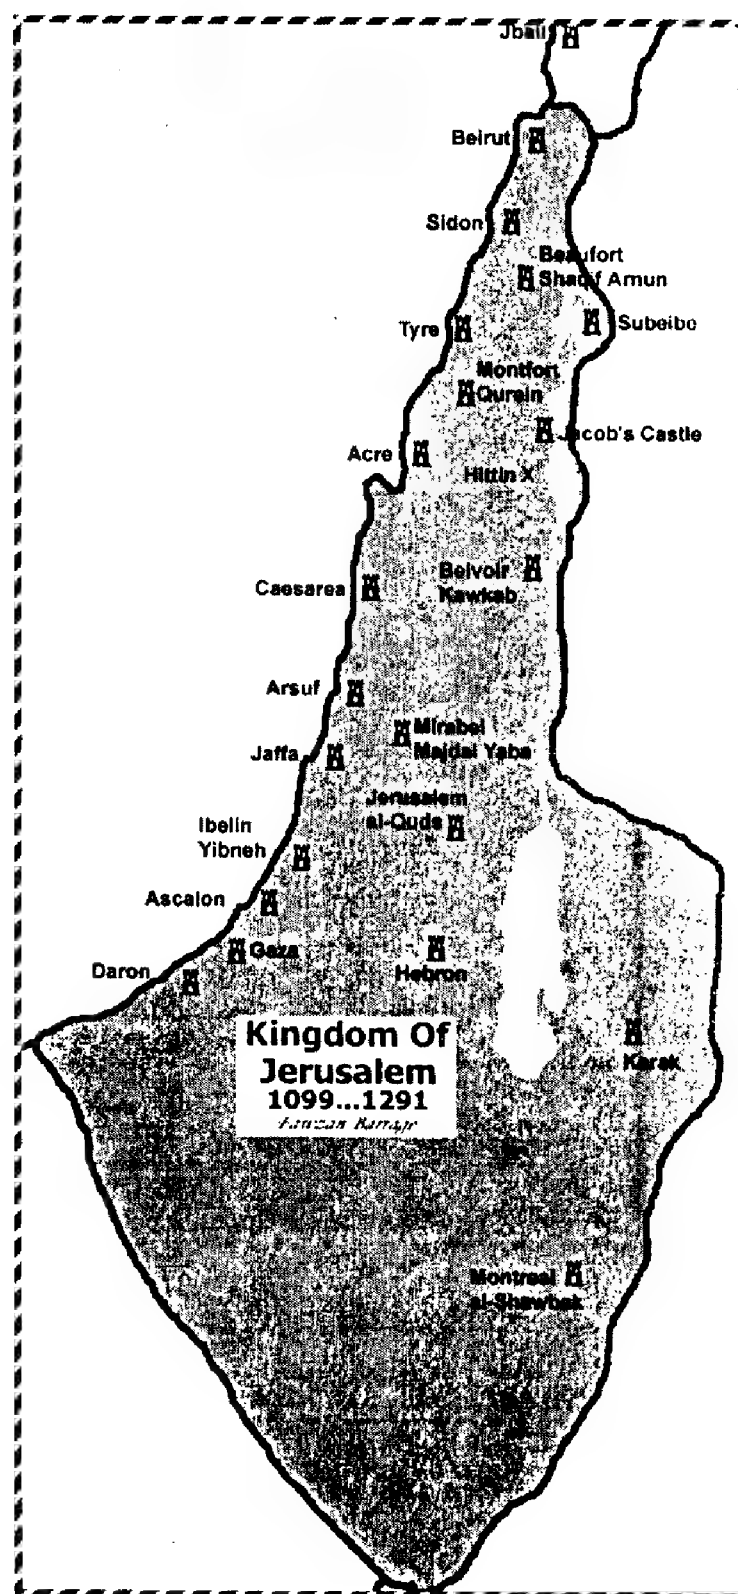 Jbail
Beirut
Sidon
Beaufort
Shaqif Arnun
Tyre
Subeibe
Montfort
Qurein
Jacob's Castle
Acre
Hittin X
Belvoir
Kawkab
Caesarea
Arsuf
Mirabel
Majdal Yaba
Jaffa
Jerusalem
al-Quds
Ibelin
Yibneh
Ascalon
Gaza
Hebron
Daron
Kingdom Of
Jerusalem
1099...1291
Karak
Montreal
al-Shawbak